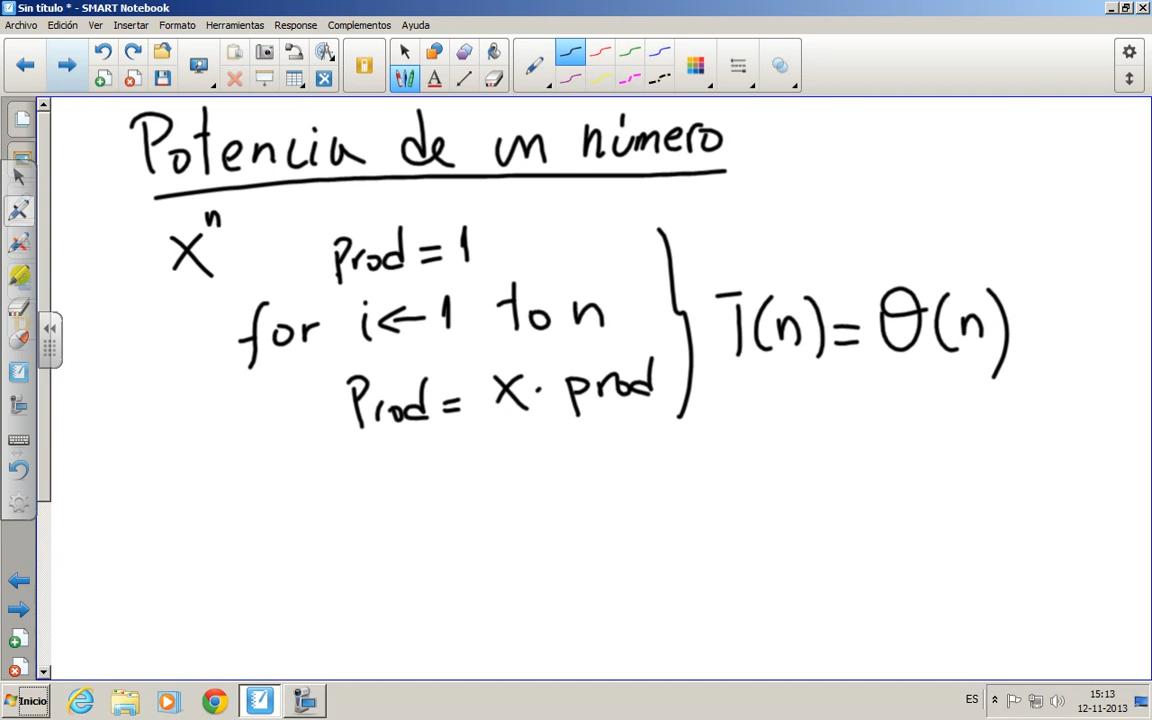 Sin título * - SMART Notebook
Archivo Edición Ver Insertar Formato Herramientas Response Complementos Ayuda
Potencia de un número
xⁿ
Prod = 1
for i ← 1 to n
Prod = x · prod
T(n) = Θ(n)
Inicio
ES
15:13
12-11-2013